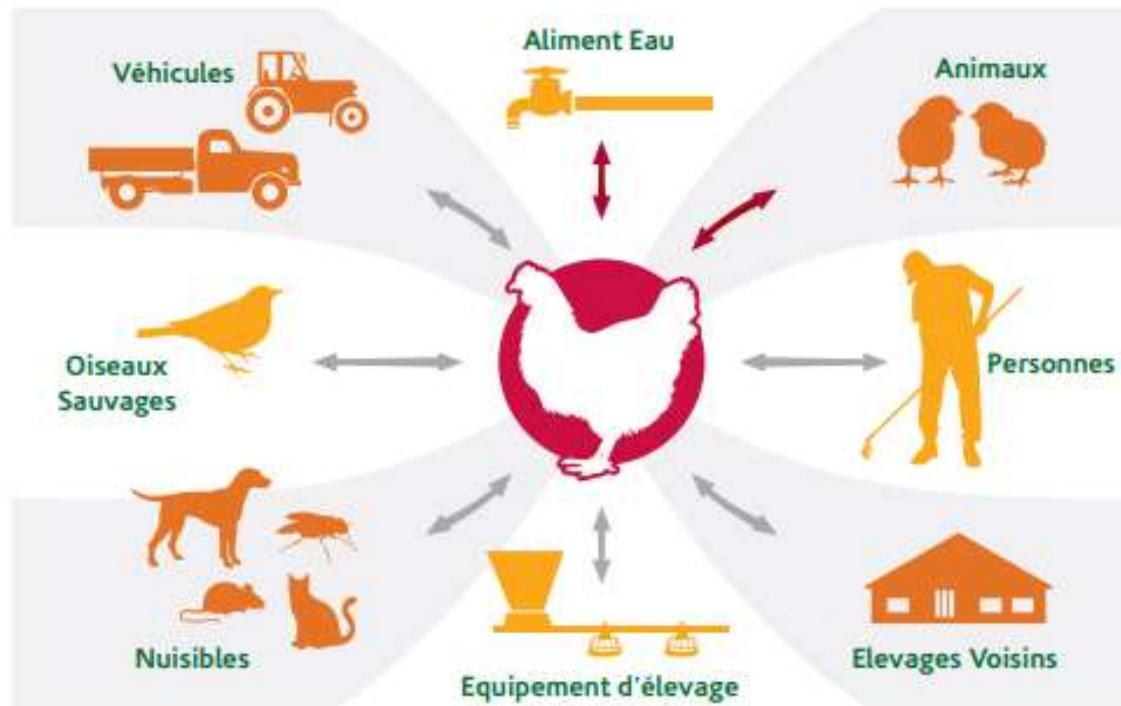 Aliment Eau
Véhicules
Animaux
Oiseaux
Sauvages
Personnes
Nuisibles
Equipement d'élevage
Elevages Voisins